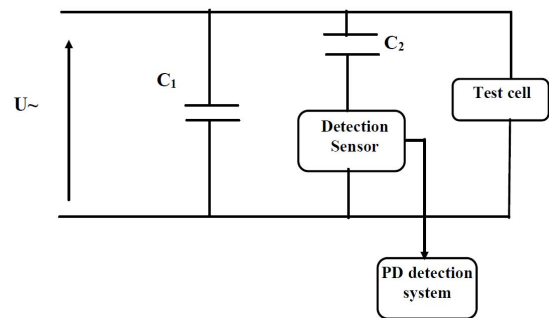 C₂
C₁
Test cell
U~
Detection
Sensor
PD detection
system